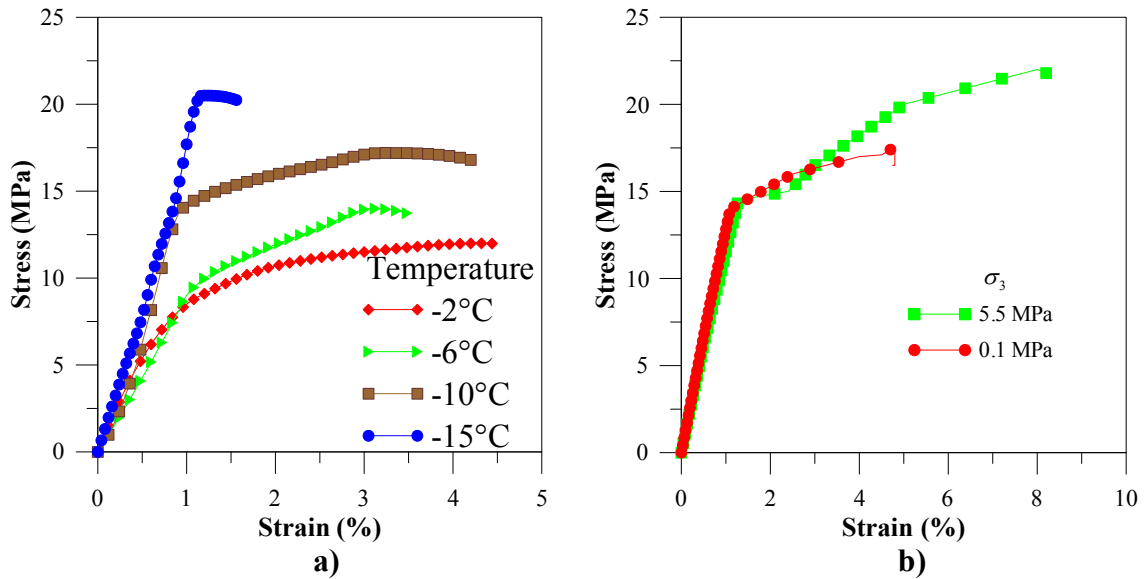 25
20
15
10
5
0
Stress (MPa)
0 1 2 3 4 5
Strain (%)
a)
Temperature
-2°C
-6°C
-10°C
-15°C
25
20
15
10
5
0
Stress (MPa)
0 2 4 6 8 10
Strain (%)
b)
σ₃
5.5 MPa
0.1 MPa